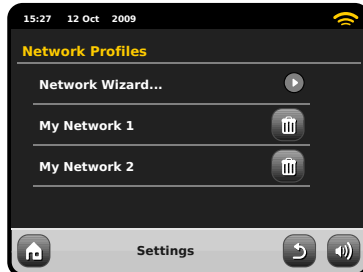 15:27 12 Oct 2009
Network Profiles
Network Wizard...
My Network 1
My Network 2
Settings